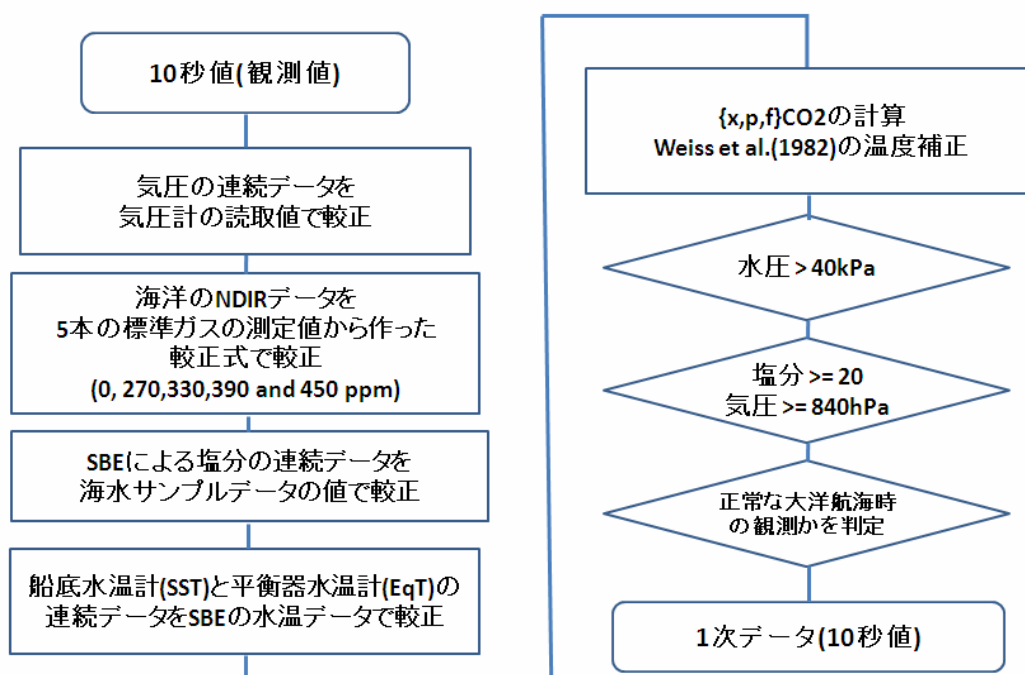 10秒値(観測値)
気圧の連続データを
気圧計の読取値で較正
海洋のNDIRデータを
5本の標準ガスの測定値から作った
較正式で較正
(0, 270,330,390 and 450 ppm)
SBEによる塩分の連続データを
海水サンプルデータの値で較正
船底水温計(SST)と平衡器水温計(EqT)の
連続データをSBEの水温データで較正
{x,p,f}CO2の計算
Weiss et al.(1982)の温度補正
水圧 > 40kPa
塩分 >= 20
気圧 >= 840hPa
正常な大洋航海時
の観測かを判定
1次データ(10秒値)